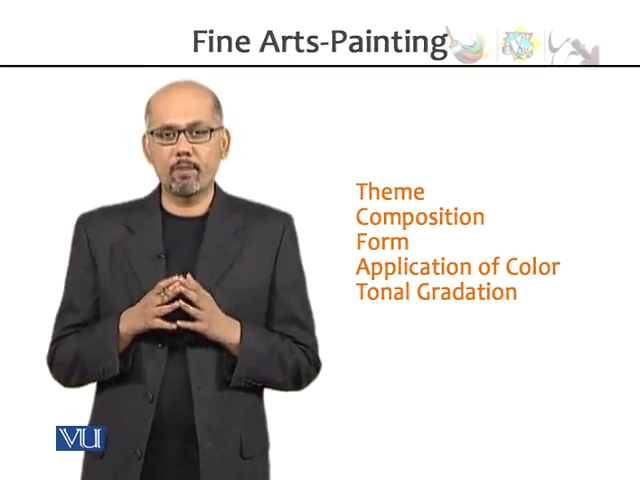 Fine Arts-Painting
Theme
Composition
Form
Application of Color
Tonal Gradation
VU